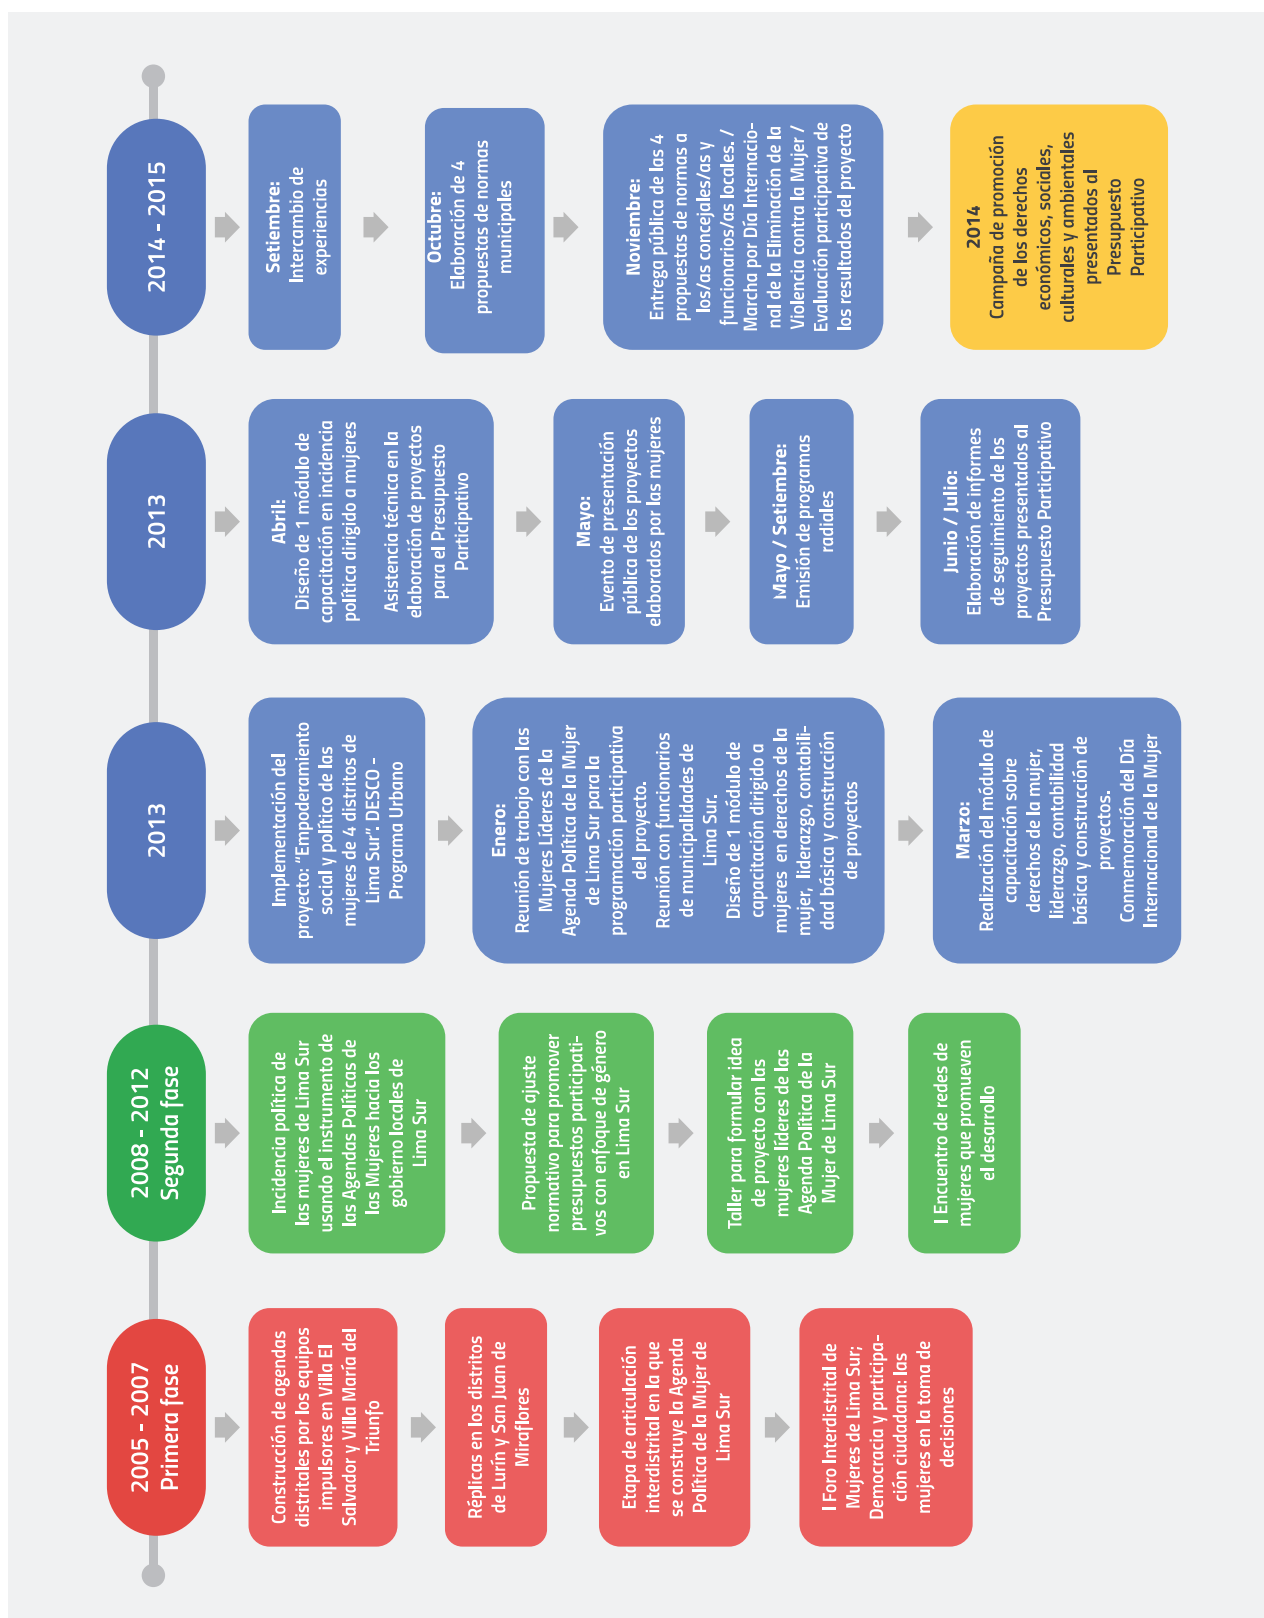 2005 - 2007
Primera fase
Construcción de agendas
distritales por los equipos
impulsores en Villa El
Salvador y Villa María del
Triunfo
Réplicas en los distritos
de Lurín y San Juan de
Miraflores
Etapa de articulación
interdistrital en la que
se construye la Agenda
Política de la Mujer de
Lima Sur
I Foro Interdistrital de
Mujeres de Lima Sur;
Democracia y participa-
ción ciudadana: las
mujeres en la toma de
decisiones
2008 - 2012
Segunda fase
Incidencia política de
las mujeres de Lima Sur
usando el instrumento de
las Agendas Políticas de
las Mujeres hacia los
gobierno locales de
Lima Sur
Propuesta de ajuste
normativo para promover
presupuestos participati-
vos con enfoque de género
en Lima Sur
Taller para formular idea
de proyecto con las
mujeres líderes de las
Agenda Política de la
Mujer de Lima Sur
I Encuentro de redes de
mujeres que promueven
el desarrollo
2013
Implementación del
proyecto: “Empoderamiento
social y político de las
mujeres de 4 distritos de
Lima Sur”. DESCO -
Programa Urbano
Enero:
Reunión de trabajo con las
Mujeres Líderes de la
Agenda Política de la Mujer
de Lima Sur para la
programación participativa
del proyecto.
Reunión con funcionarios
de municipalidades de
Lima Sur.
Diseño de 1 módulo de
capacitación dirigido a
mujeres en derechos de la
mujer, liderazgo, contabili-
dad básica y construcción
de proyectos
Marzo:
Realización del módulo de
capacitación sobre
derechos de la mujer,
liderazgo, contabilidad
básica y construcción de
proyectos.
Conmemoración del Día
Internacional de la Mujer
2013
Abril:
Diseño de 1 módulo de
capacitación en incidencia
política dirigido a mujeres
Asistencia técnica en la
elaboración de proyectos
para el Presupuesto
Participativo
Mayo:
Evento de presentación
pública de los proyectos
elaborados por las mujeres
Mayo / Setiembre:
Emisión de programas
radiales
Junio / Julio:
Elaboración de informes
de seguimiento de los
proyectos presentados al
Presupuesto Participativo
2014 - 2015
Setiembre:
Intercambio de
experiencias
Octubre:
Elaboración de 4
propuestas de normas
municipales
Noviembre:
Entrega pública de las 4
propuestas de normas a
los/as concejales/as y
funcionarios/as locales. /
Marcha por Día Internacio-
nal de la Eliminación de la
Violencia contra la Mujer /
Evaluación participativa de
los resultados del proyecto
2014
Campaña de promoción
de los derechos
económicos, sociales,
culturales y ambientales
presentados al
Presupuesto
Participativo